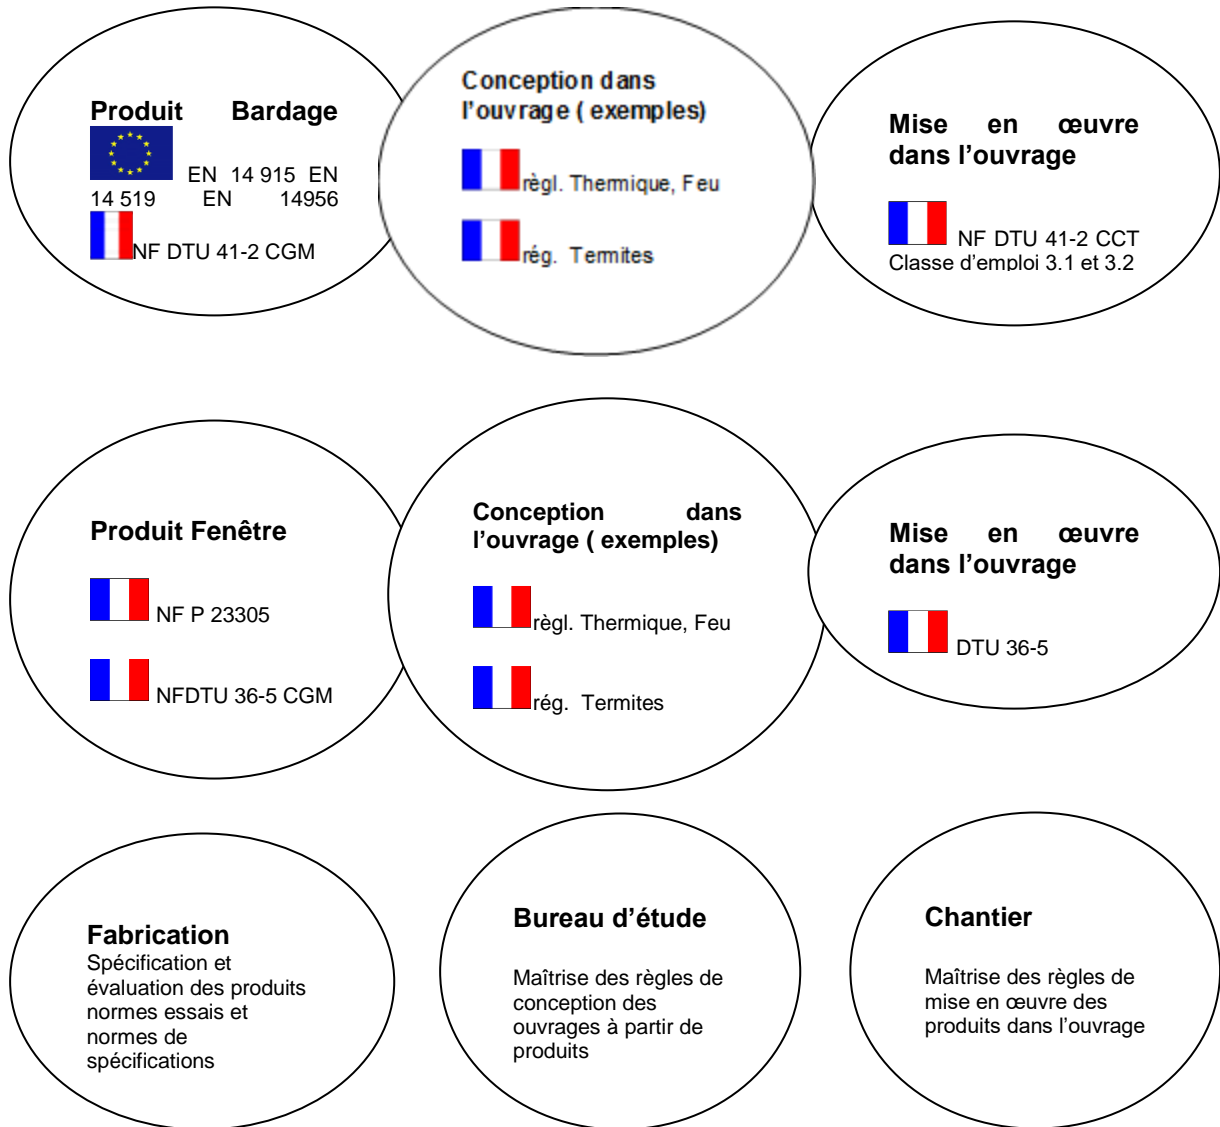 Produit Bardage
EN 14 915 EN
14 519 EN 14956
NF DTU 41-2 CGM
Conception dans
l'ouvrage ( exemples)
règl. Thermique, Feu
rég. Termites
Mise en œuvre
dans l'ouvrage
NF DTU 41-2 CCT
Classe d'emploi 3.1 et 3.2
Produit Fenêtre
NF P 23305
NFDTU 36-5 CGM
Conception dans
l'ouvrage ( exemples)
règl. Thermique, Feu
rég. Termites
Mise en œuvre
dans l'ouvrage
DTU 36-5
Fabrication
Spécification et
évaluation des produits
normes essais et
normes de
spécifications
Bureau d'étude
Maîtrise des règles de
conception des
ouvrages à partir de
produits
Chantier
Maîtrise des règles de
mise en œuvre des
produits dans l'ouvrage